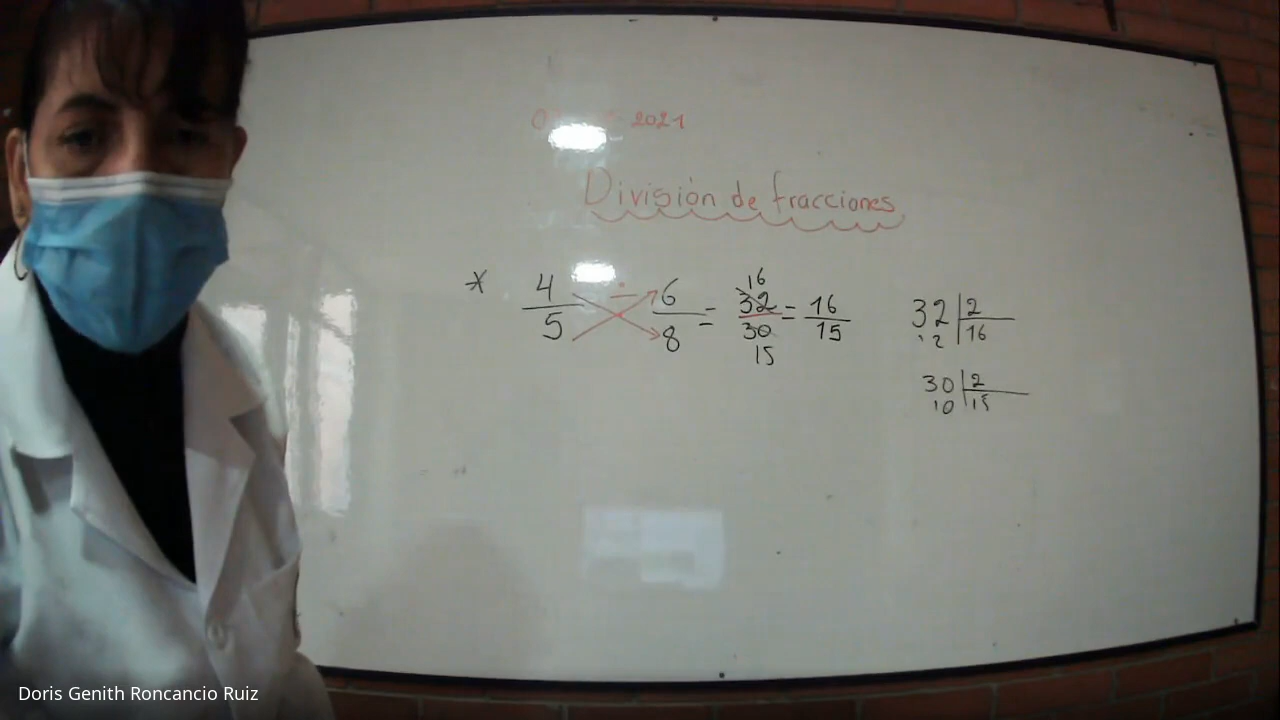 2021
División de fracciones
* 4/5 ÷ 6/8 = 32/30 = 16/15
16
15
32 | 2
12 16
30 | 2
10 15
Doris Genith Roncancio Ruiz